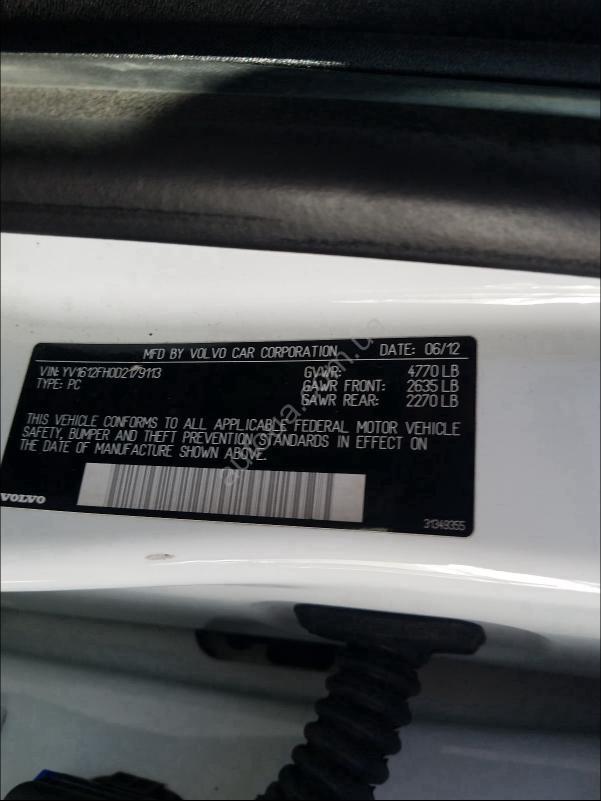 MFD BY VOLVO CAR CORPORATION DATE: 06/12
VIN: YV1612FH0D2179113 GVWR: 4770 LB
TYPE: PC GAWR FRONT: 2635 LB
GAWR REAR: 2270 LB
THIS VEHICLE CONFORMS TO ALL APPLICABLE FEDERAL MOTOR VEHICLE
SAFETY, BUMPER AND THEFT PREVENTION STANDARDS IN EFFECT ON
THE DATE OF MANUFACTURE SHOWN ABOVE.
VOLVO 31349355